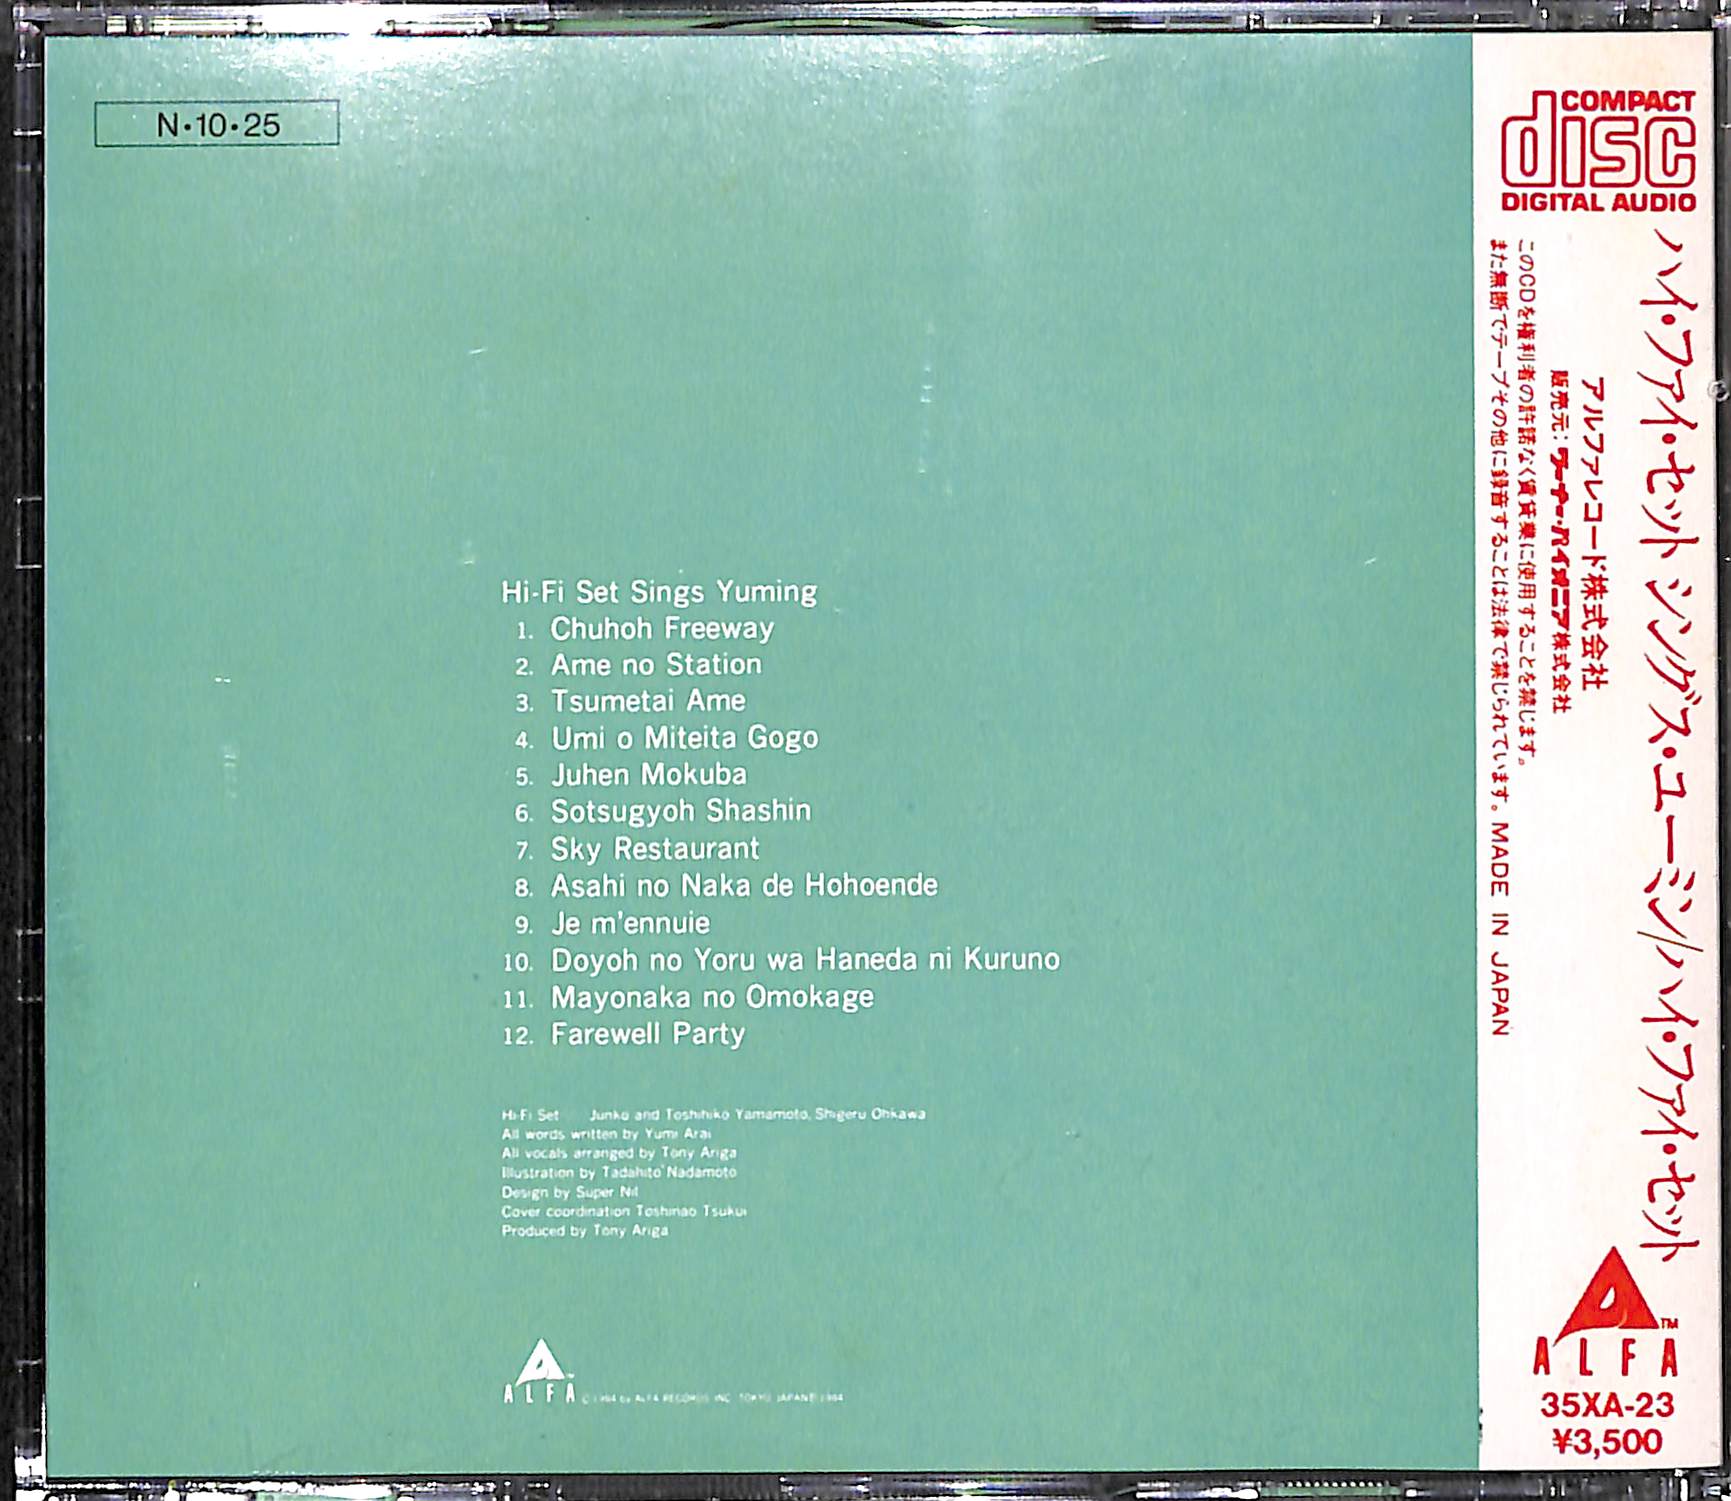 N・10・25
Hi-Fi Set Sings Yuming
1. Chuhoh Freeway
2. Ame no Station
3. Tsumetai Ame
4. Umi o Miteita Gogo
5. Juhen Mokuba
6. Sotsugyoh Shashin
7. Sky Restaurant
8. Asahi no Naka de Hohoende
9. Je m'ennuie
10. Doyoh no Yoru wa Haneda ni Kuruno
11. Mayonaka no Omokage
12. Farewell Party
Hi-Fi Set Junko and Toshihiko Yamamoto, Shigeru Ohkawa
All words written by Yumi Arai
All vocals arranged by Tony Ariga
Illustration by Tadahito Nadamoto
Design by Super Nil
Cover coordination Toshinao Tsukui
Produced by Tony Ariga
ALFA
© 1984 by ALFA RECORDS INC. TOKYO JAPAN 1984
COMPACT
disc
DIGITAL AUDIO
ハイ・ファイ・セット シングス・ユーミン/ハイ・ファイ・セット
アルファレコード株式会社
販売元：ワーナー・パイオニア株式会社
このCDを権利者の許諾なく賃貸業に使用することを禁じます。
また無断でテープその他に録音することは法律で禁じられています。MADE IN JAPAN
ALFA TM
35XA-23
¥3,500